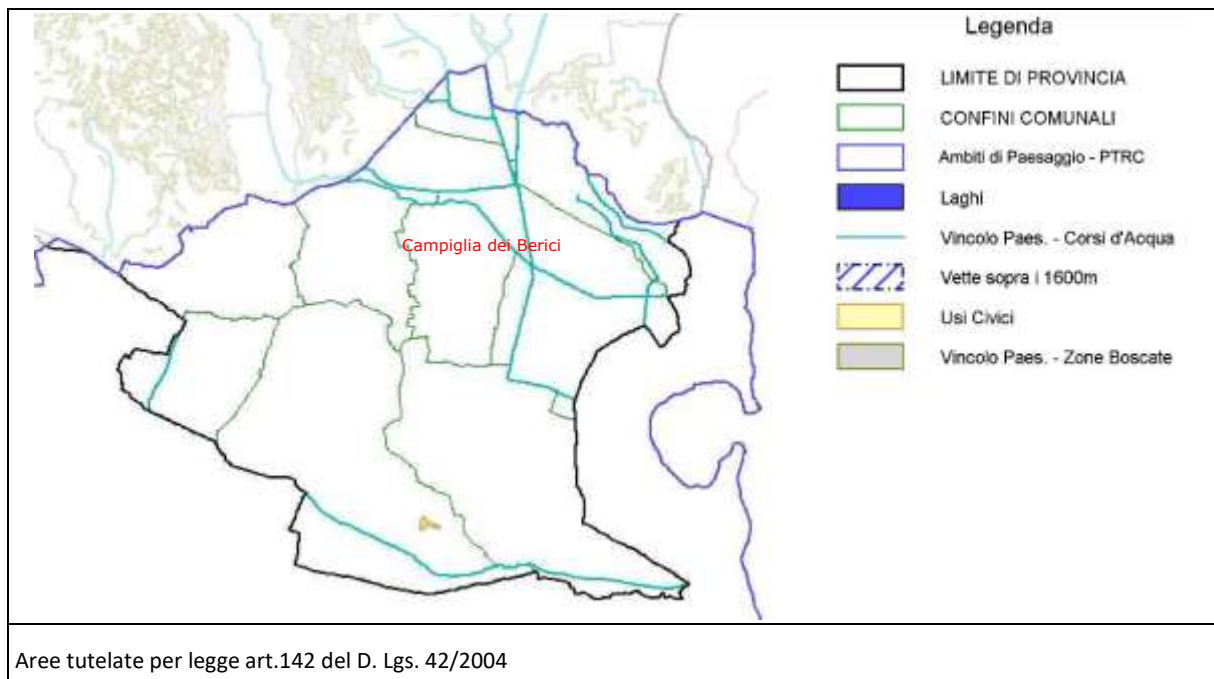 Legenda
LIMITE DI PROVINCIA
CONFINI COMUNALI
Ambiti di Paesaggio - PTRC
Laghi
Vincolo Paes. - Corsi d'Acqua
Vette sopra i 1600m
Usi Civici
Vincolo Paes. - Zone Boscate
Campiglia dei Berici
Aree tutelate per legge art.142 del D. Lgs. 42/2004